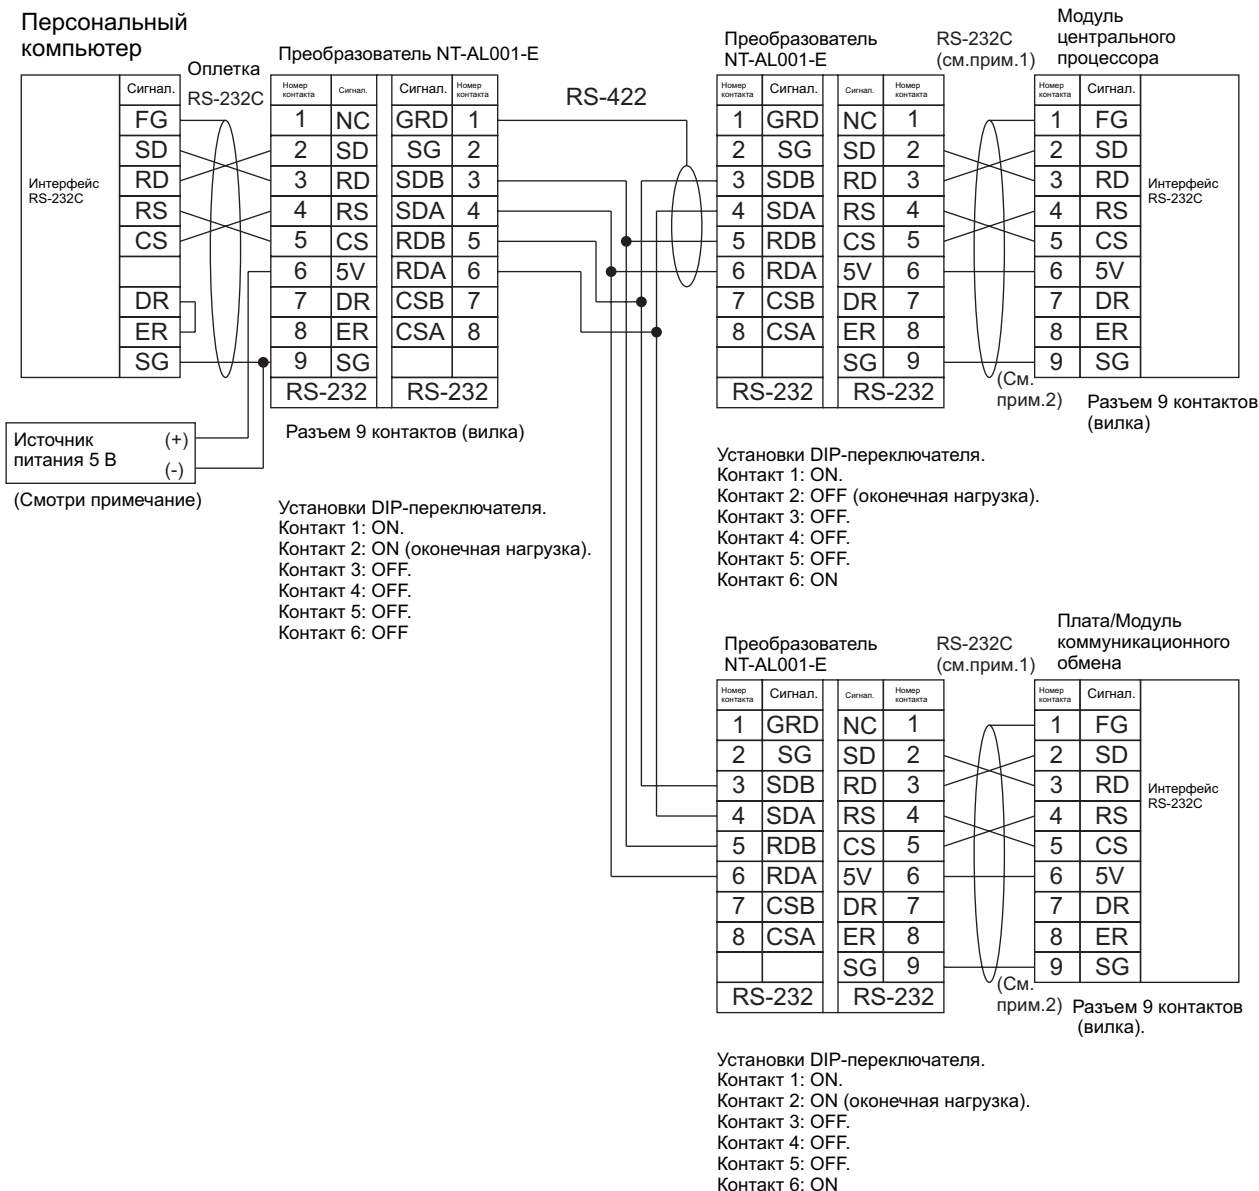 Персональный
компьютер
Оплетка
RS-232C
Сигнал.
FG
SD
RD
RS
CS
DR
ER
SG
Интерфейс
RS-232C
Источник
питания 5 В
(+)
(-)
(Смотри примечание)
Преобразователь NT-AL001-E
Номер контакта Сигнал. Сигнал. Номер контакта
1 NC GRD 1
2 SD SG 2
3 RD SDB 3
4 RS SDA 4
5 CS RDB 5
6 5V RDA 6
7 DR CSB 7
8 ER CSA 8
9 SG
RS-232 RS-232
Разъем 9 контактов (вилка)
Установки DIP-переключателя.
Контакт 1: ON.
Контакт 2: ON (оконечная нагрузка).
Контакт 3: OFF.
Контакт 4: OFF.
Контакт 5: OFF.
Контакт 6: OFF
RS-422
Преобразователь
NT-AL001-E
RS-232C
(см.прим.1)
Модуль
центрального
процессора
Номер контакта Сигнал. Сигнал. Номер контакта Номер контакта Сигнал.
1 GRD NC 1 1 FG
2 SG SD 2 2 SD
3 SDB RD 3 3 RD
4 SDA RS 4 4 RS
5 RDB CS 5 5 CS
6 RDA 5V 6 6 5V
7 CSB DR 7 7 DR
8 CSA ER 8 8 ER
SG 9 9 SG
RS-232 RS-232
Интерфейс
RS-232C
(См.
прим.2)
Разъем 9 контактов
(вилка)
Установки DIP-переключателя.
Контакт 1: ON.
Контакт 2: OFF (оконечная нагрузка).
Контакт 3: OFF.
Контакт 4: OFF.
Контакт 5: OFF.
Контакт 6: ON
Преобразователь
NT-AL001-E
RS-232C
(см.прим.1)
Плата/Модуль
коммуникационного
обмена
Номер контакта Сигнал. Сигнал. Номер контакта Номер контакта Сигнал.
1 GRD NC 1 1 FG
2 SG SD 2 2 SD
3 SDB RD 3 3 RD
4 SDA RS 4 4 RS
5 RDB CS 5 5 CS
6 RDA 5V 6 6 5V
7 CSB DR 7 7 DR
8 CSA ER 8 8 ER
SG 9 9 SG
RS-232 RS-232
Интерфейс
RS-232C
(См.
прим.2)
Разъем 9 контактов
(вилка).
Установки DIP-переключателя.
Контакт 1: ON.
Контакт 2: ON (оконечная нагрузка).
Контакт 3: OFF.
Контакт 4: OFF.
Контакт 5: OFF.
Контакт 6: ON